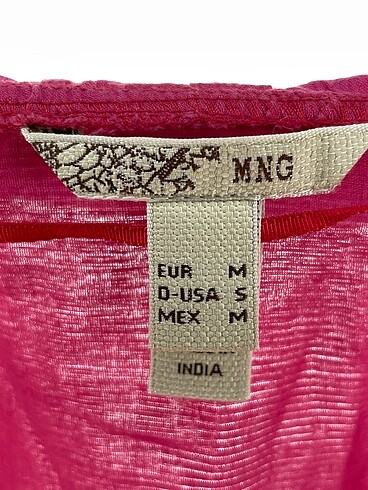 MNG
EUR M
D-USA S
MEX M
INDIA